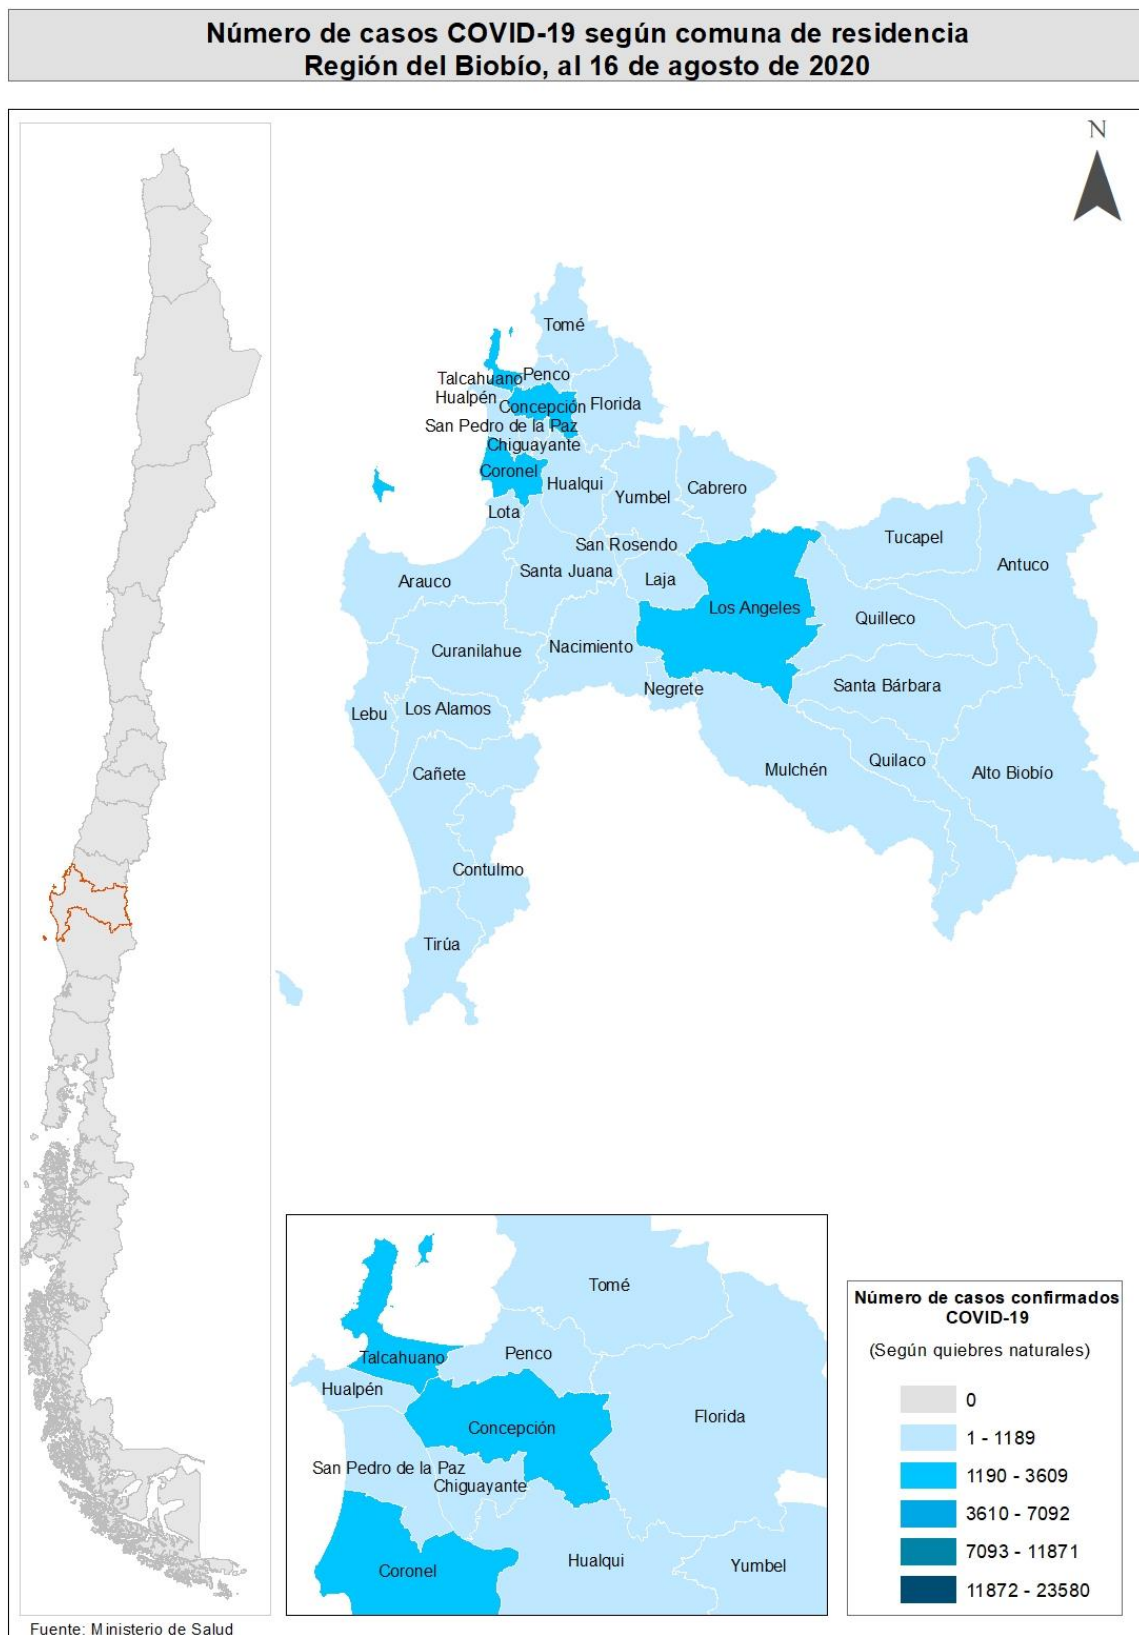 Número de casos COVID-19 según comuna de residencia
Región del Biobío, al 16 de agosto de 2020
N
Tomé
Talcahuano
Penco
Hualpén
Concepción
Florida
San Pedro de la Paz
Chiguayante
Coronel
Hualqui
Yumbel
Cabrero
Lota
San Rosendo
Tucapel
Antuco
Arauco
Santa Juana
Laja
Los Angeles
Quilleco
Curanilahue
Nacimiento
Negrete
Santa Bárbara
Lebu
Los Alamos
Cañete
Mulchén
Quilaco
Alto Biobío
Contulmo
Tirúa
Tomé
Talcahuano
Penco
Hualpén
Florida
Concepción
San Pedro de la Paz
Chiguayante
Coronel
Hualqui
Yumbel
Número de casos confirmados
COVID-19
(Según quiebres naturales)
0
1 - 1189
1190 - 3609
3610 - 7092
7093 - 11871
11872 - 23580
Fuente: Ministerio de Salud